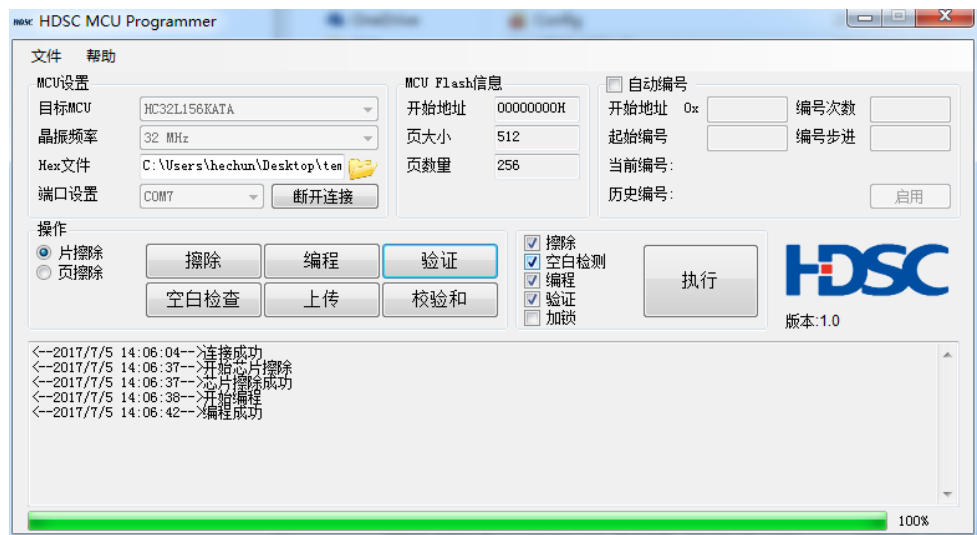 HDSC HDSC MCU Programmer
文件 帮助
MCU设置
目标MCU HC32L156KATA
晶振频率 32 MHz
Hex文件 C:\Users\hechun\Desktop\ten
端口设置 COM7 断开连接
MCU Flash信息
开始地址 00000000H
页大小 512
页数量 256
自动编号
开始地址 0x 编号次数
起始编号 编号步进
当前编号:
历史编号: 启用
操作
片擦除
页擦除
擦除 编程 验证
空白检查 上传 校验和
擦除
空白检测
编程
验证
加锁
执行
HDSC
版本:1.0
<--2017/7/5 14:06:04-->连接成功
<--2017/7/5 14:06:37-->开始芯片擦除
<--2017/7/5 14:06:37-->芯片擦除成功
<--2017/7/5 14:06:38-->开始编程
<--2017/7/5 14:06:42-->编程成功
100%